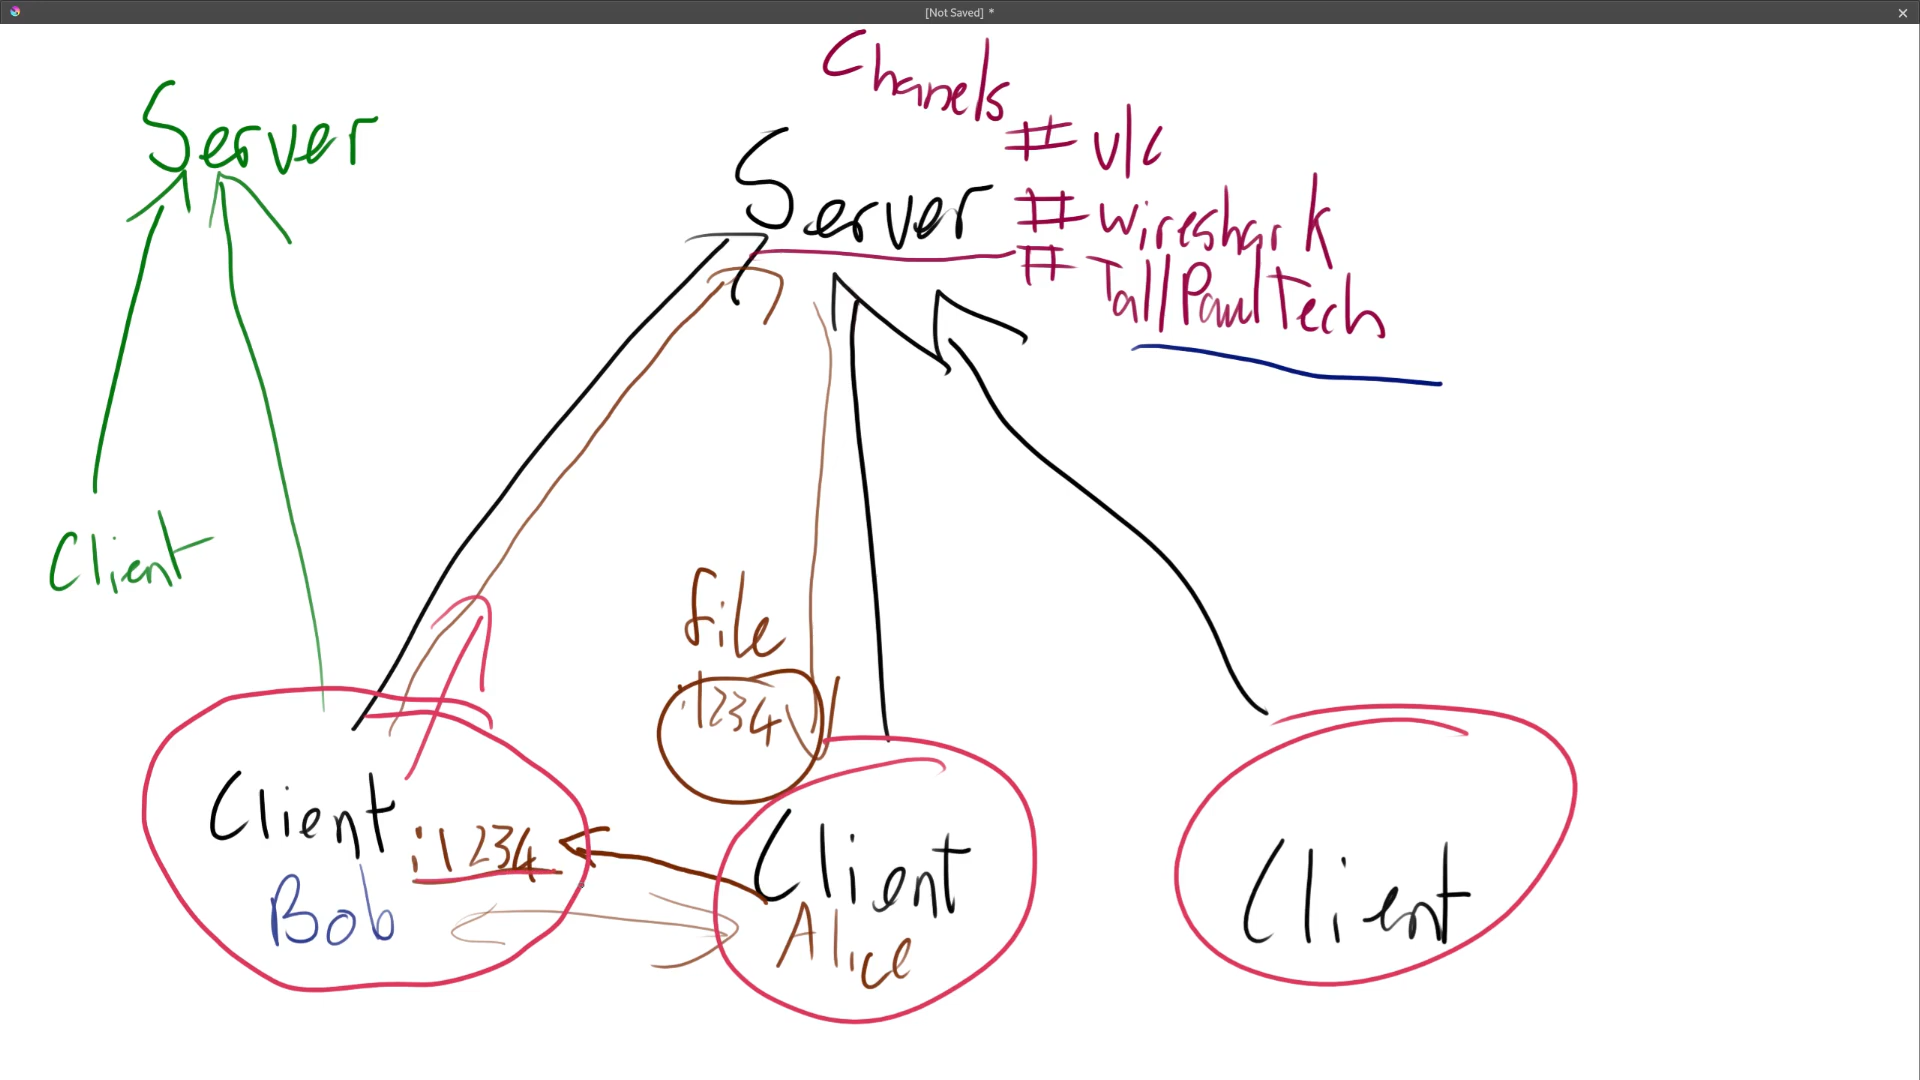 [Not Saved] *
Chanels
Server
# vlc
Server
# wireshark
# TallPaulTech
Client
file
:1234
Client
:1234
Bob
Client
Alice
Client